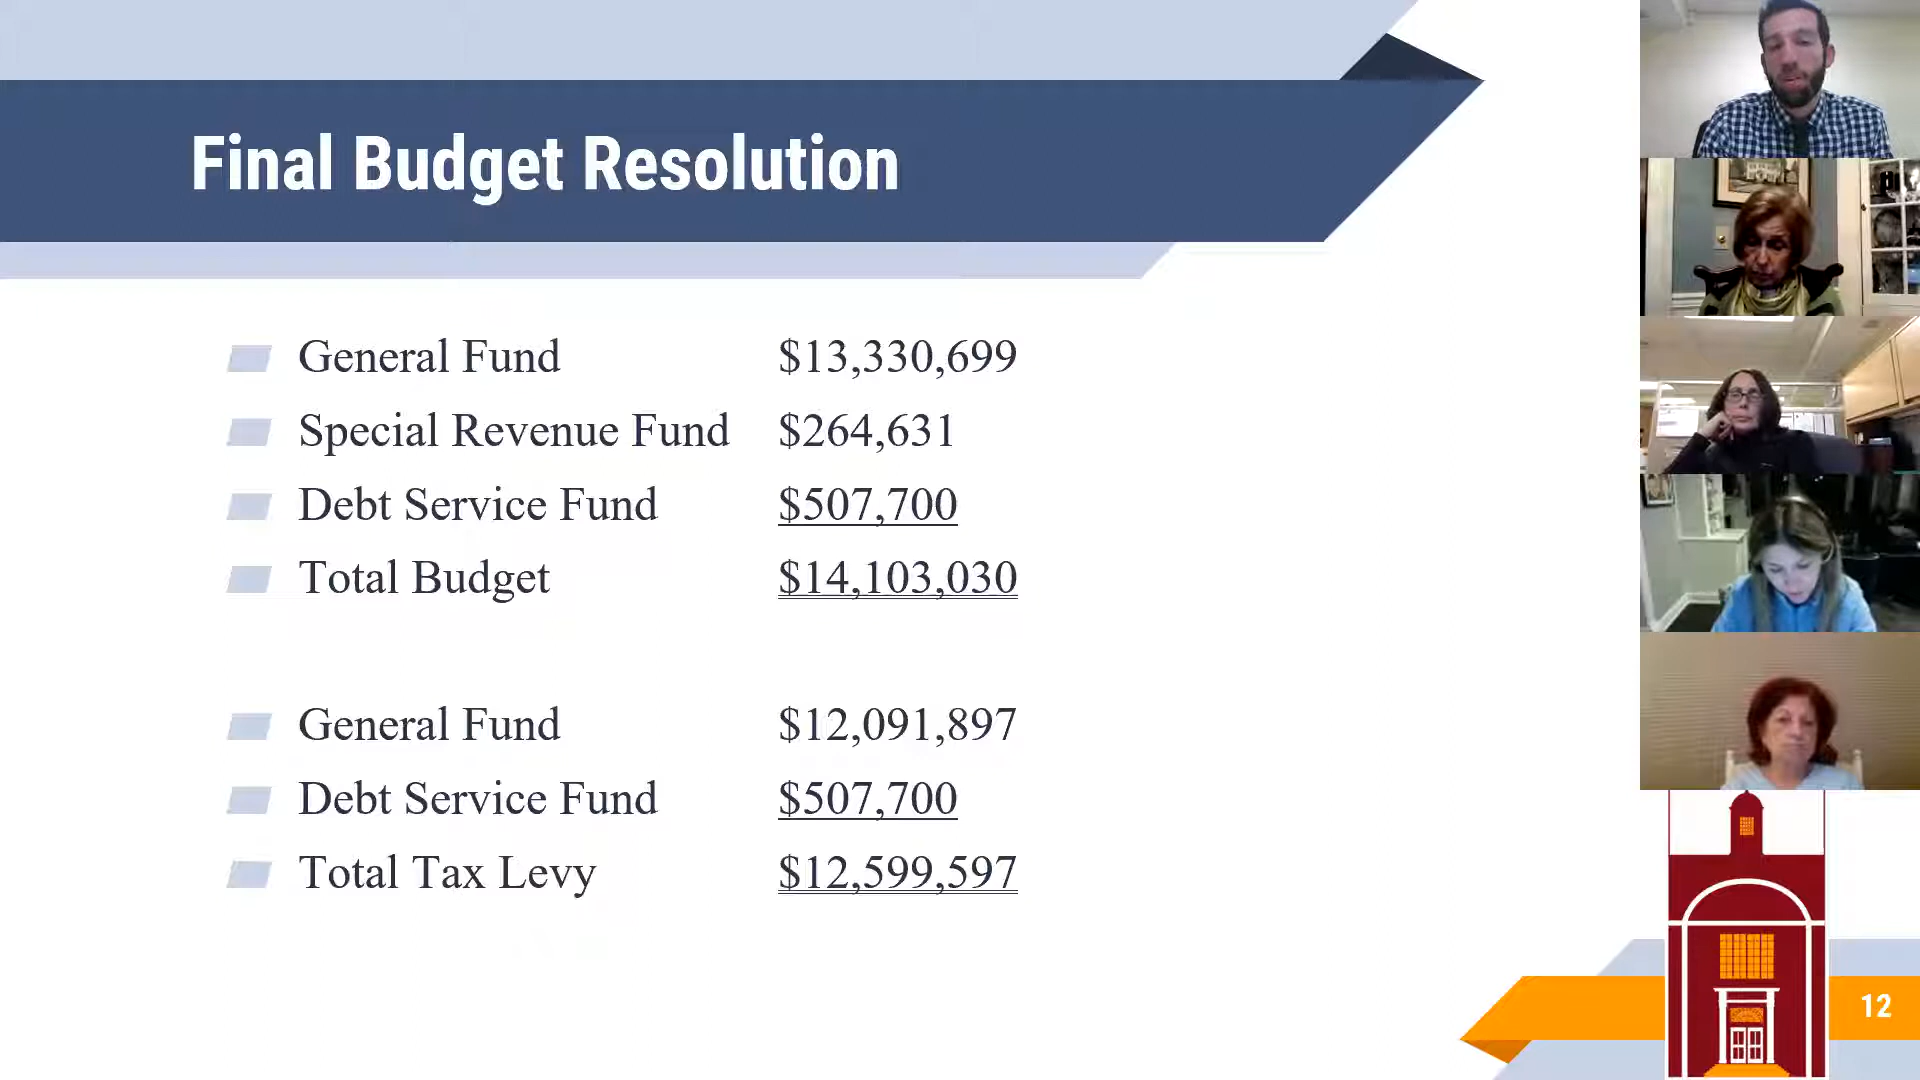 Final Budget Resolution
General Fund $13,330,699
Special Revenue Fund $264,631
Debt Service Fund $507,700
Total Budget $14,103,030
General Fund $12,091,897
Debt Service Fund $507,700
Total Tax Levy $12,599,597
12